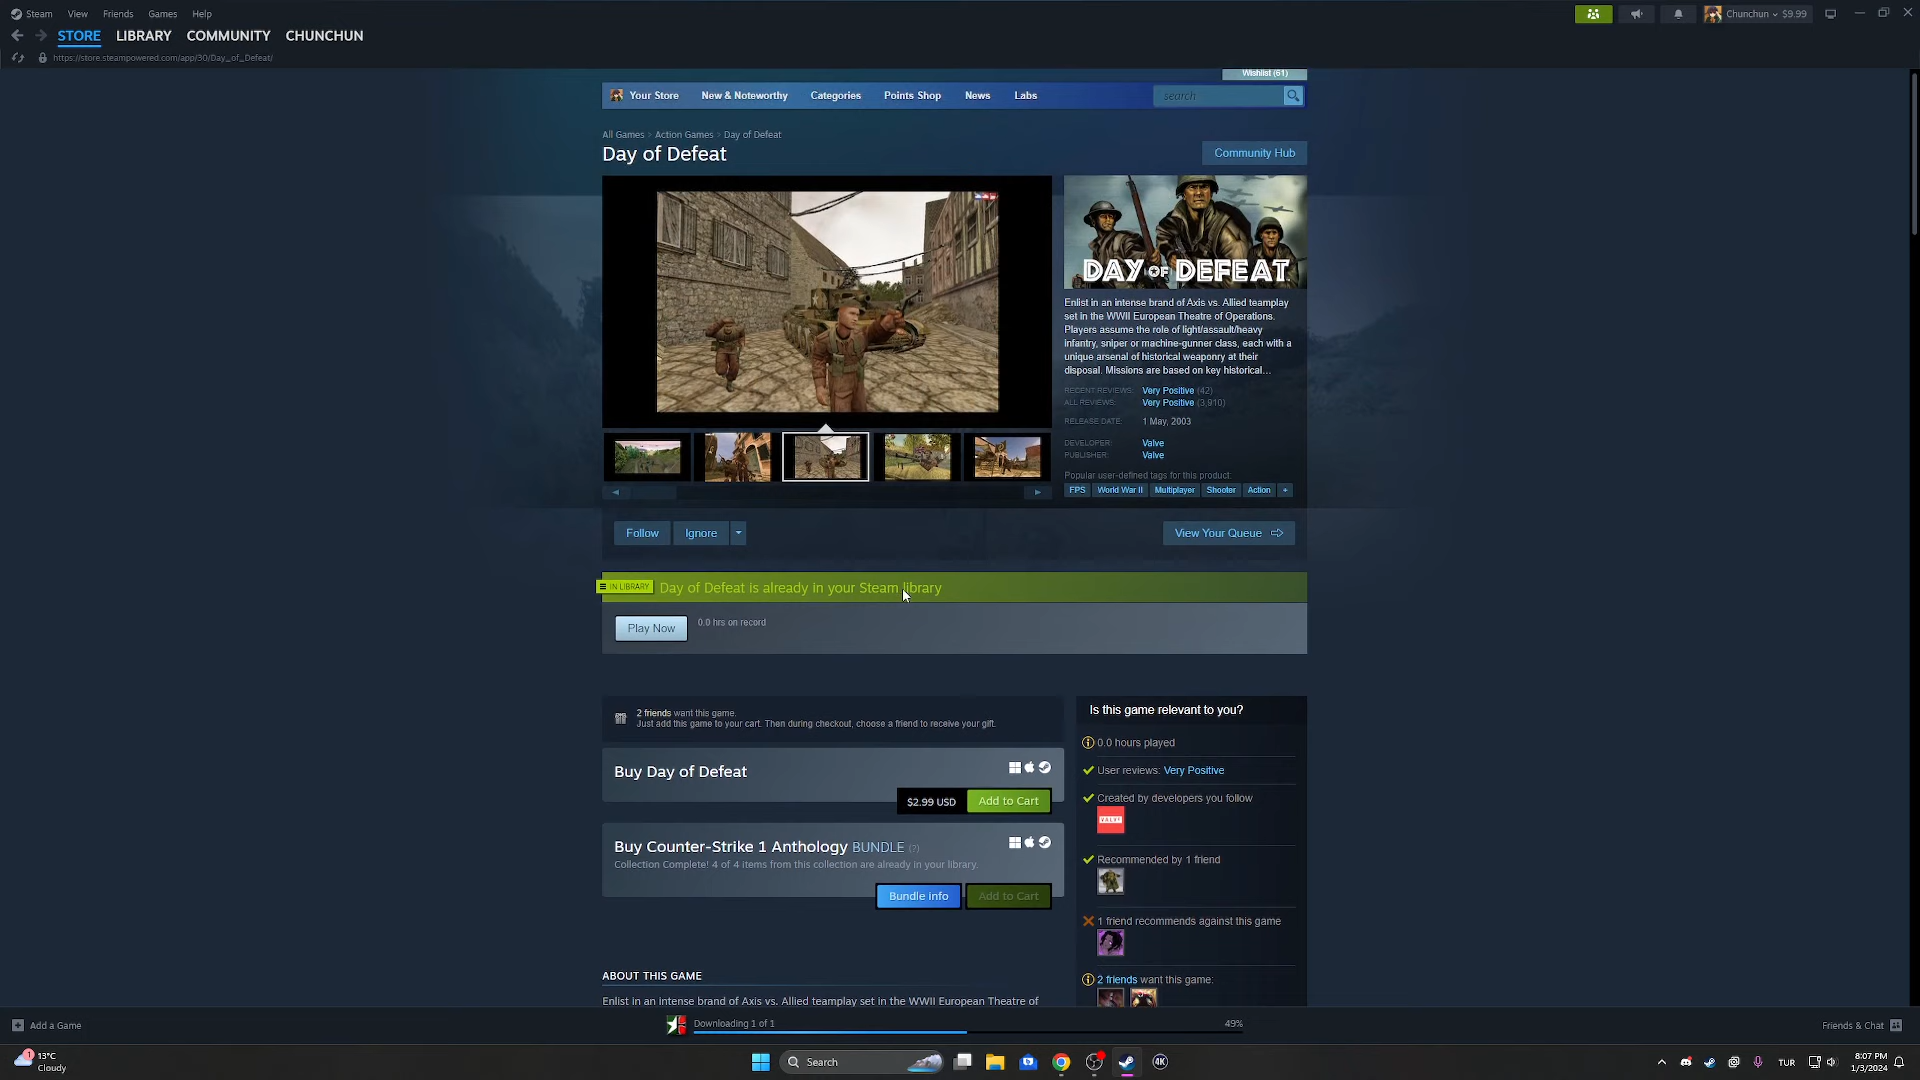 Steam View Friends Games Help
Chunchun $9.99
STORE LIBRARY COMMUNITY CHUNCHUN
https://store.steampowered.com/app/30/Day_of_Defeat/
Wishlist (61)
Your Store New & Noteworthy Categories Points Shop News Labs
search
All Games > Action Games > Day of Defeat
Day of Defeat
Community Hub
DAY OF DEFEAT
Enlist in an intense brand of Axis vs. Allied teamplay
set in the WWII European Theatre of Operations.
Players assume the role of light/assault/heavy
infantry, sniper or machine-gunner class, each with a
unique arsenal of historical weaponry at their
disposal. Missions are based on key historical...
RECENT REVIEWS: Very Positive (42)
ALL REVIEWS: Very Positive (3,910)
RELEASE DATE: 1 May, 2003
DEVELOPER: Valve
PUBLISHER: Valve
Popular user-defined tags for this product:
FPS World War II Multiplayer Shooter Action +
Follow Ignore
View Your Queue
IN LIBRARY Day of Defeat is already in your Steam library
Play Now 0.0 hrs on record
2 friends want this game.
Just add this game to your cart. Then during checkout, choose a friend to receive your gift.
Buy Day of Defeat
$2.99 USD Add to Cart
Buy Counter-Strike 1 Anthology BUNDLE (?)
Collection Complete! 4 of 4 items from this collection are already in your library.
Bundle info Add to Cart
ABOUT THIS GAME
Enlist in an intense brand of Axis vs. Allied teamplay set in the WWII European Theatre of
Is this game relevant to you?
0.0 hours played
User reviews: Very Positive
Created by developers you follow
VALVE
Recommended by 1 friend
1 friend recommends against this game
2 friends want this game:
Add a Game
Downloading 1 of 1
49%
Friends & Chat
1
13°C
Cloudy
Search
4K
TUR
8:07 PM
1/3/2024